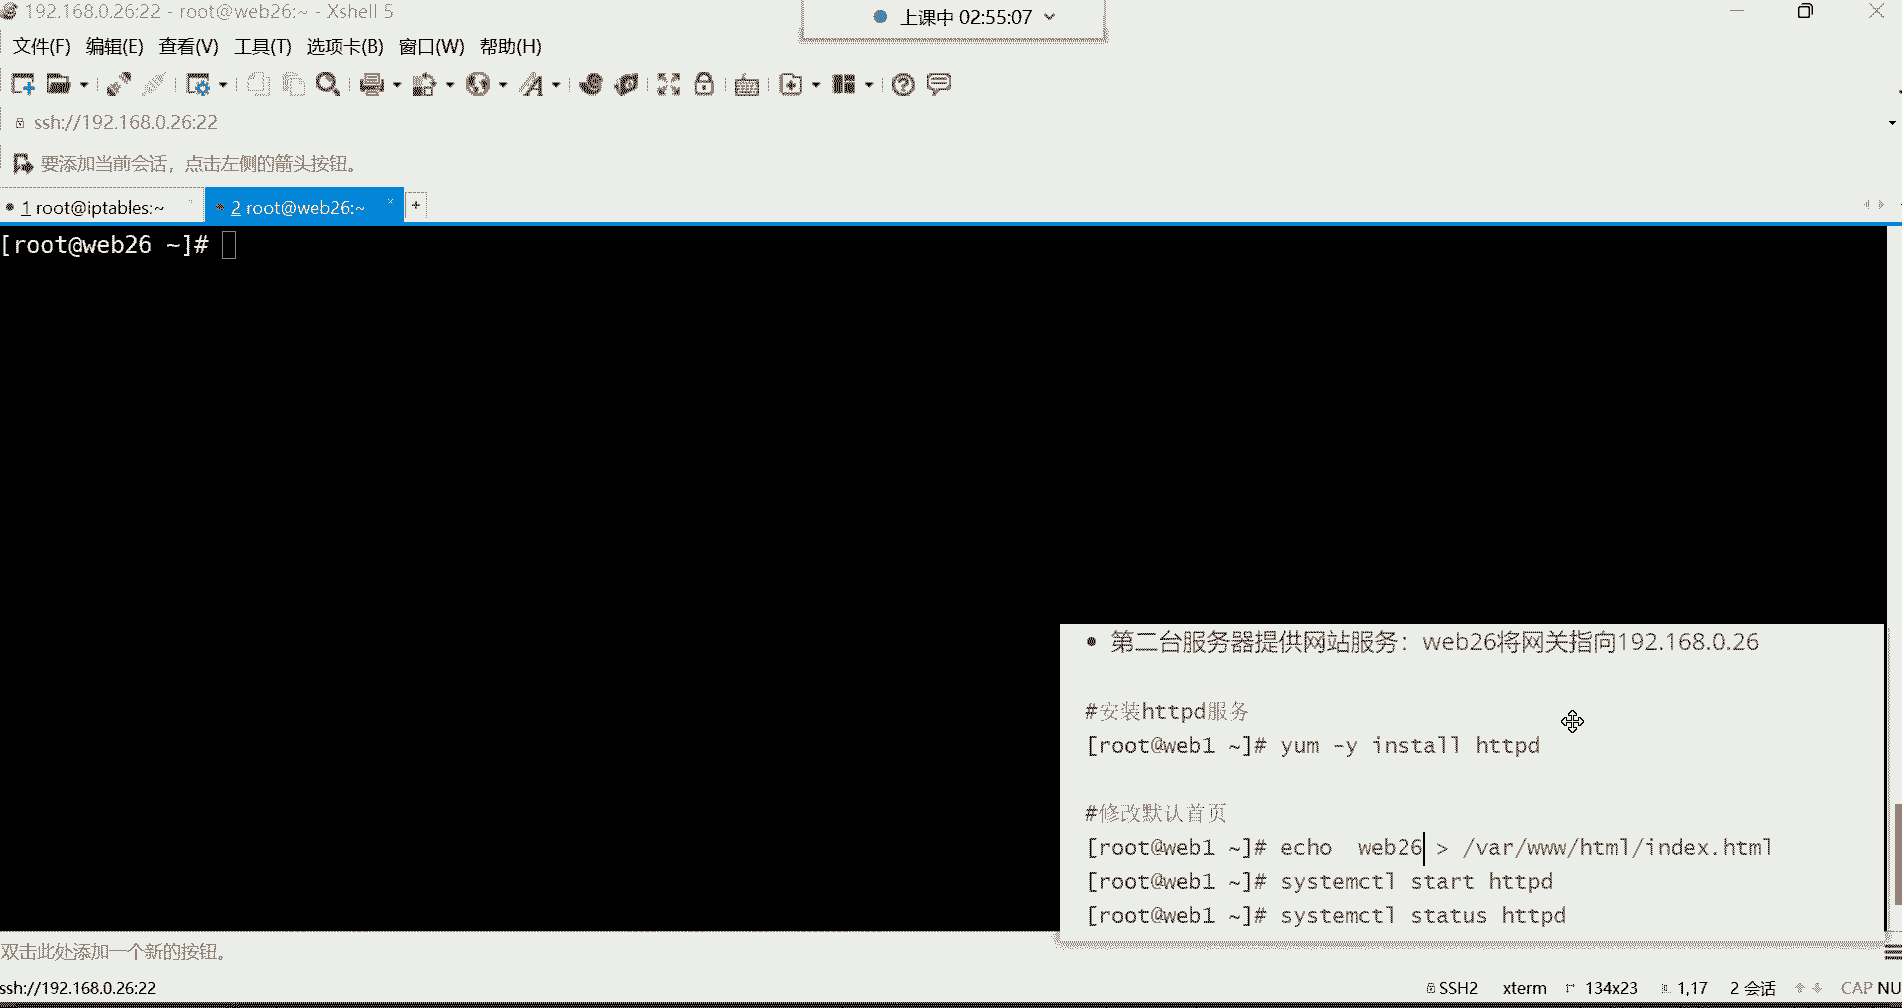 192.168.0.26:22 - root@web26:~ - Xshell 5
上课中 02:55:07
文件(F) 编辑(E) 查看(V) 工具(T) 选项卡(B) 窗口(W) 帮助(H)
ssh://192.168.0.26:22
要添加当前会话，点击左侧的箭头按钮。
1 root@iptables:~ 2 root@web26:~ +
[root@web26 ~]#
第二台服务器提供网站服务：web26将网关指向192.168.0.26
#安装httpd服务
[root@web1 ~]# yum -y install httpd
#修改默认首页
[root@web1 ~]# echo  web26 > /var/www/html/index.html
[root@web1 ~]# systemctl start httpd
[root@web1 ~]# systemctl status httpd
双击此处添加一个新的按钮。
ssh://192.168.0.26:22 SSH2 xterm 134x23 1,17 2 会话 CAP NU